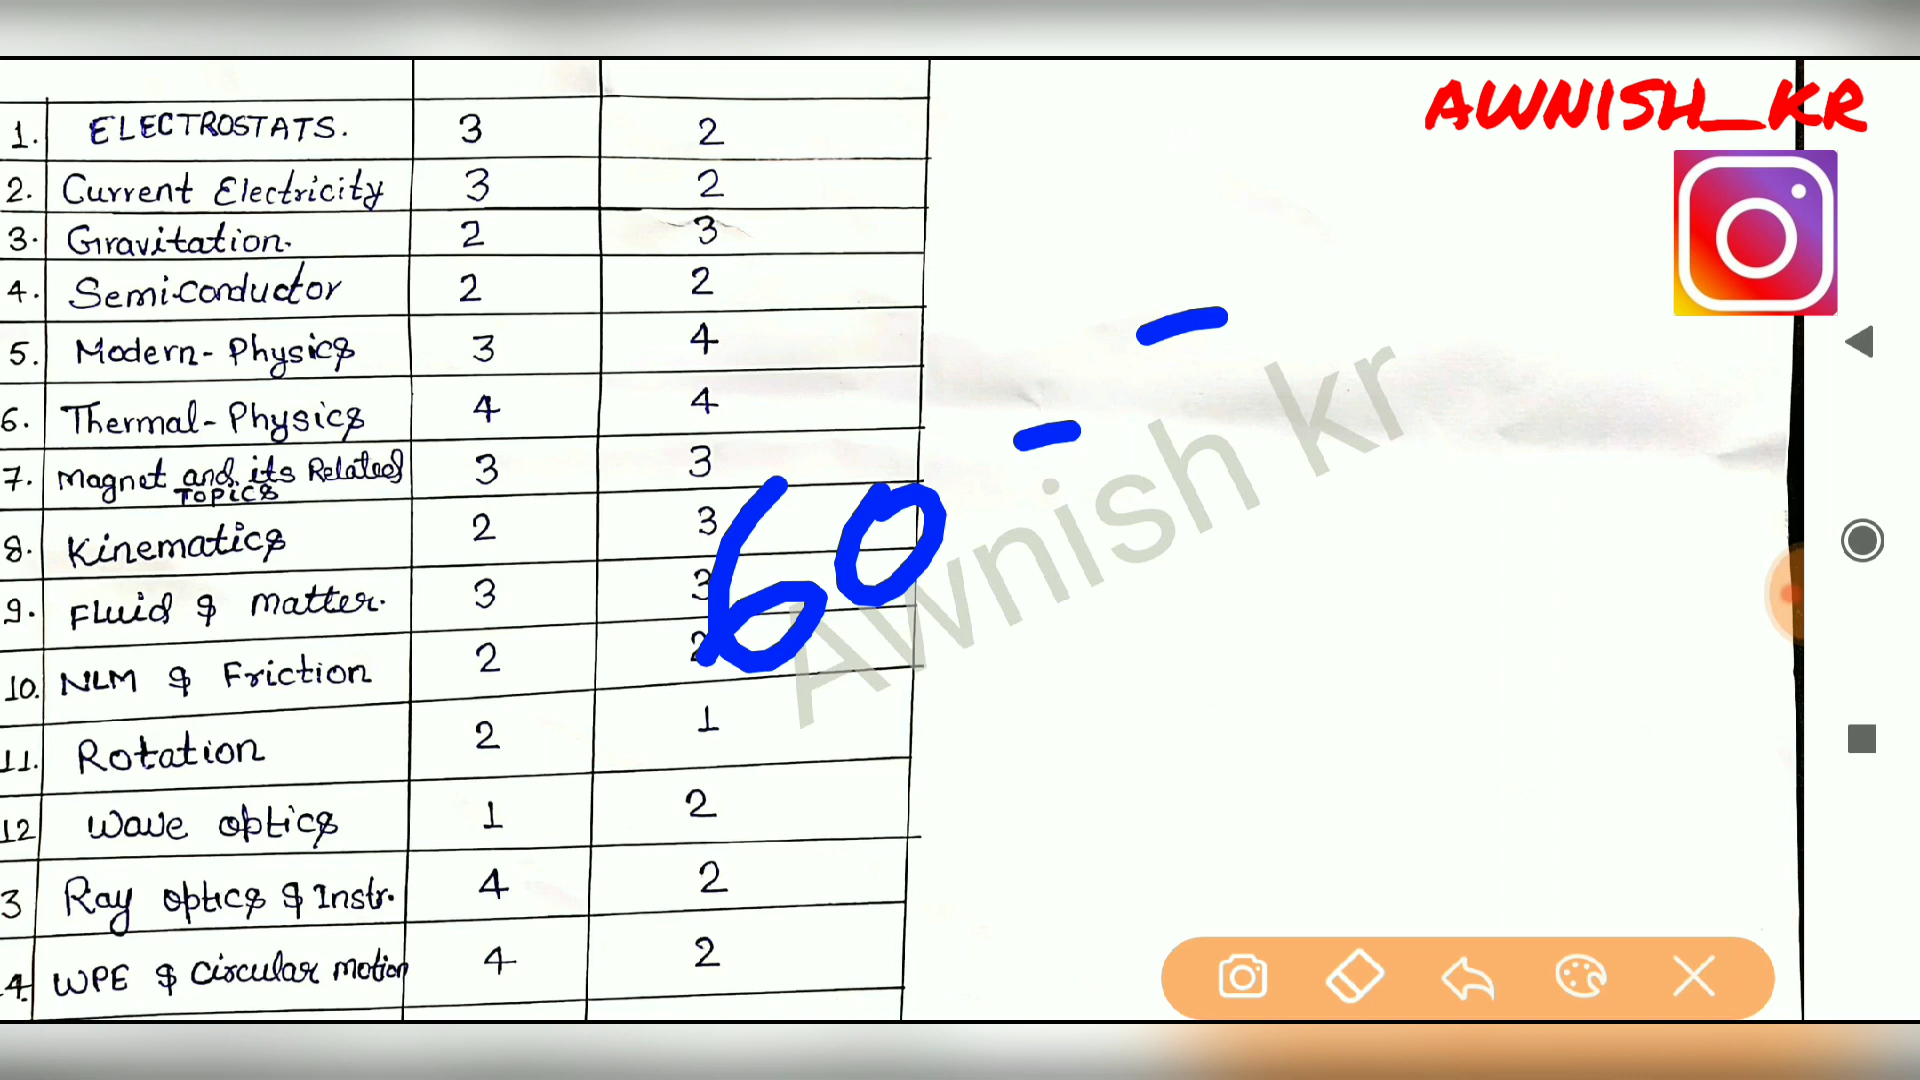 AWNISH_KR
1. ELECTROSTATS. 3 2
2. Current Electricity 3 2
3. Gravitation. 2 3
4. Semiconductor 2 2
5. Modern-Physics 3 4
6. Thermal-Physics 4 4
7. Magnet and its Related TOPICS 3 3
8. Kinematics 2 3
9. FLuid & Matter. 3 3
10. NLM & Friction 2 2
11. Rotation 2 1
12 Wave optics 1 2
3 Ray optics & Instr. 4 2
4. WPE & Circular motion 4 2
60
Awnish kr